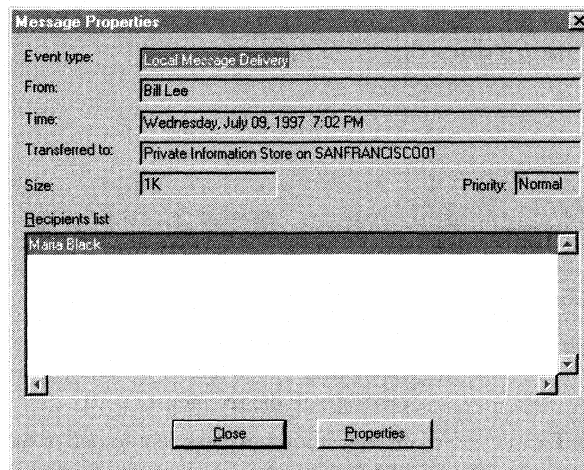 Message Properties
Event type: Local Message Delivery
From: Bill Lee
Time: Wednesday, July 09, 1997 7:02 PM
Transferred to: Private Information Store on SANFRANCISCO01
Size: 1K Priority: Normal
Recipients list
Maria Black
Close Properties